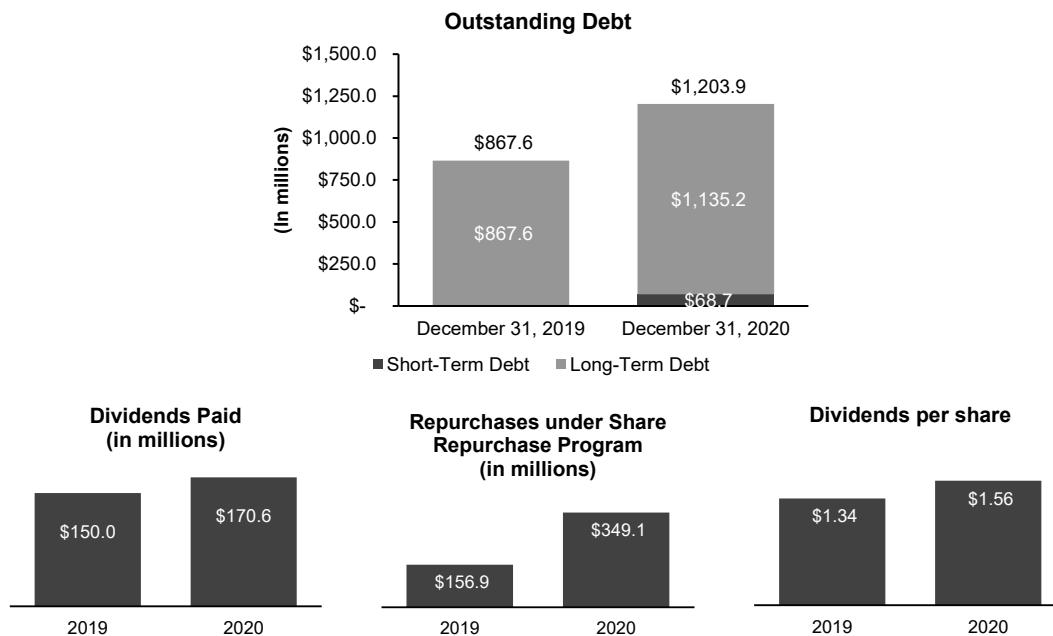 Outstanding Debt
$1,500.0
$1,250.0
$1,000.0
$750.0
$500.0
$250.0
$-
(In millions)
$867.6
$867.6
$1,203.9
$1,135.2
$68.7
December 31, 2019 December 31, 2020
Short-Term Debt Long-Term Debt
Dividends Paid
(in millions)
$150.0
$170.6
2019 2020
Repurchases under Share
Repurchase Program
(in millions)
$156.9
$349.1
2019 2020
Dividends per share
$1.34
$1.56
2019 2020